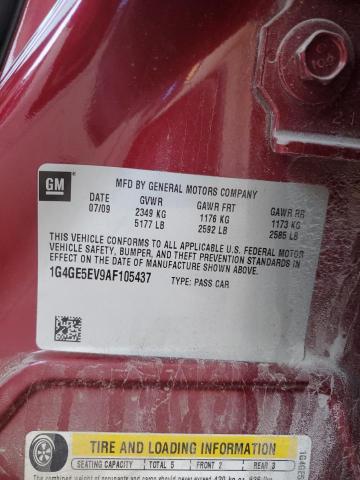 GM
MFD BY GENERAL MOTORS COMPANY
DATE GVWR GAWR FRT GAWR RR
07/09 2349 KG 1176 KG 1173 KG
5177 LB 2592 LB 2585 LB
THIS VEHICLE CONFORMS TO ALL APPLICABLE U.S. FEDERAL MOTOR
VEHICLE SAFETY, BUMPER, AND THEFT PREVENTION STANDARDS
IN EFFECT ON THE DATE OF MANUFACTURE SHOWN ABOVE.
1G4GE5EV9AF105437 TYPE: PASS CAR
TIRE AND LOADING INFORMATION
SEATING CAPACITY TOTAL 5 FRONT 2 REAR 3
10.9